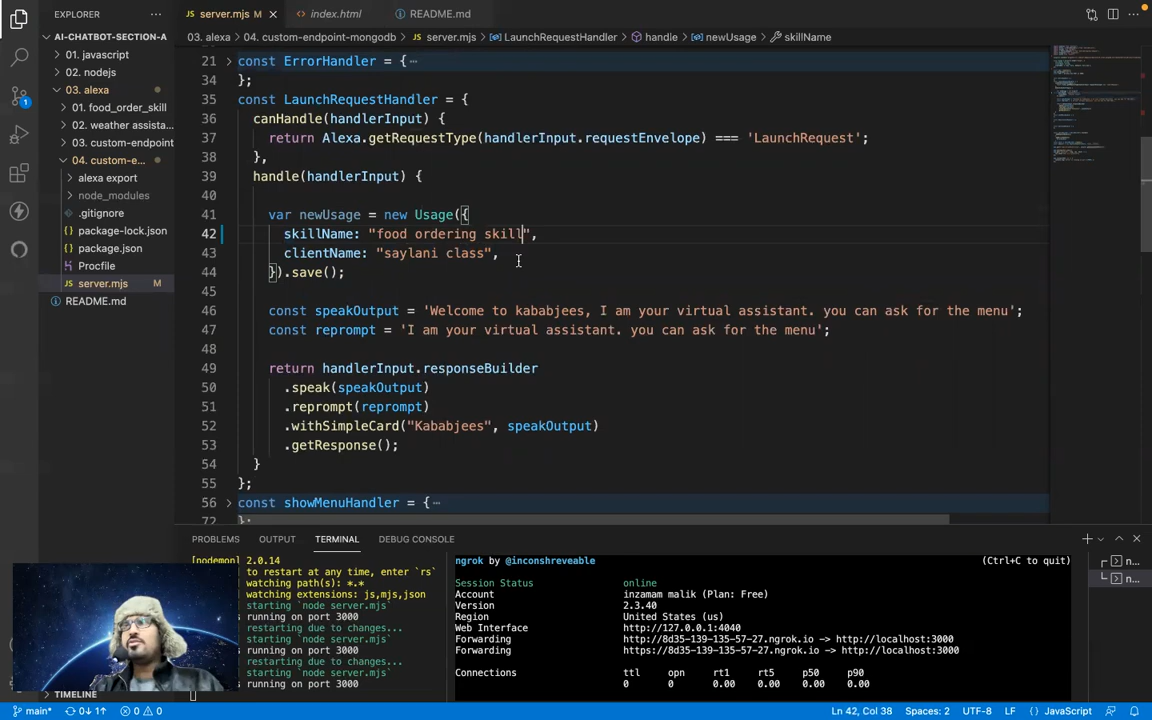 EXPLORER
server.mjs M
index.html
README.md
AI-CHATBOT-SECTION-A
03. alexa > 04. custom-endpoint-mongodb > server.mjs > LaunchRequestHandler > handle > newUsage > skillName
01. javascript
02. nodejs
03. alexa
01. food_order_skill
02. weather assista...
03. custom-endpoint
04. custom-e...
alexa export
node_modules
.gitignore
package-lock.json
package.json
Procfile
server.mjs M
README.md
TIMELINE
21 const ErrorHandler = {⋯
34 };
35 const LaunchRequestHandler = {
36 canHandle(handlerInput) {
37 return Alexa.getRequestType(handlerInput.requestEnvelope) === 'LaunchRequest';
38 },
39 handle(handlerInput) {
40
41 var newUsage = new Usage({
42 skillName: "food ordering skill",
43 clientName: "saylani class",
44 }).save();
45
46 const speakOutput = 'Welcome to kababjees, I am your virtual assistant. you can ask for the menu';
47 const reprompt = 'I am your virtual assistant. you can ask for the menu';
48
49 return handlerInput.responseBuilder
50 .speak(speakOutput)
51 .reprompt(reprompt)
52 .withSimpleCard("Kababjees", speakOutput)
53 .getResponse();
54 }
55 };
56 const showMenuHandler = {⋯
72 };
PROBLEMS OUTPUT TERMINAL DEBUG CONSOLE
[nodemon] 2.0.14
to restart at any time, enter `rs`
watching path(s): *.*
watching extensions: js,mjs,json
starting `node server.mjs`
running on port 3000
restarting due to changes...
starting `node server.mjs`
running on port 3000
restarting due to changes...
starting `node server.mjs`
running on port 3000
ngrok by @inconshreveable (Ctrl+C to quit)
Session Status online
Account inzamam malik (Plan: Free)
Version 2.3.40
Region United States (us)
Web Interface http://127.0.0.1:4040
Forwarding http://8d35-139-135-57-27.ngrok.io -> http://localhost:3000
Forwarding https://8d35-139-135-57-27.ngrok.io -> http://localhost:3000
Connections ttl opn rt1 rt5 p50 p90
0 0 0.00 0.00 0.00 0.00
n...
n...
main* 0↓ 1↑ 0 0 Ln 42, Col 38 Spaces: 2 UTF-8 LF JavaScript